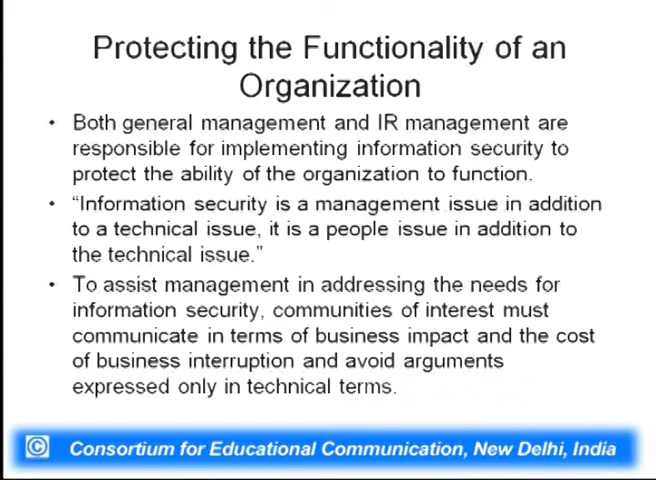 Protecting the Functionality of an
Organization
• Both general management and IR management are
responsible for implementing information security to
protect the ability of the organization to function.
• “Information security is a management issue in addition
to a technical issue, it is a people issue in addition to
the technical issue.”
• To assist management in addressing the needs for
information security, communities of interest must
communicate in terms of business impact and the cost
of business interruption and avoid arguments
expressed only in technical terms.
© Consortium for Educational Communication, New Delhi, India